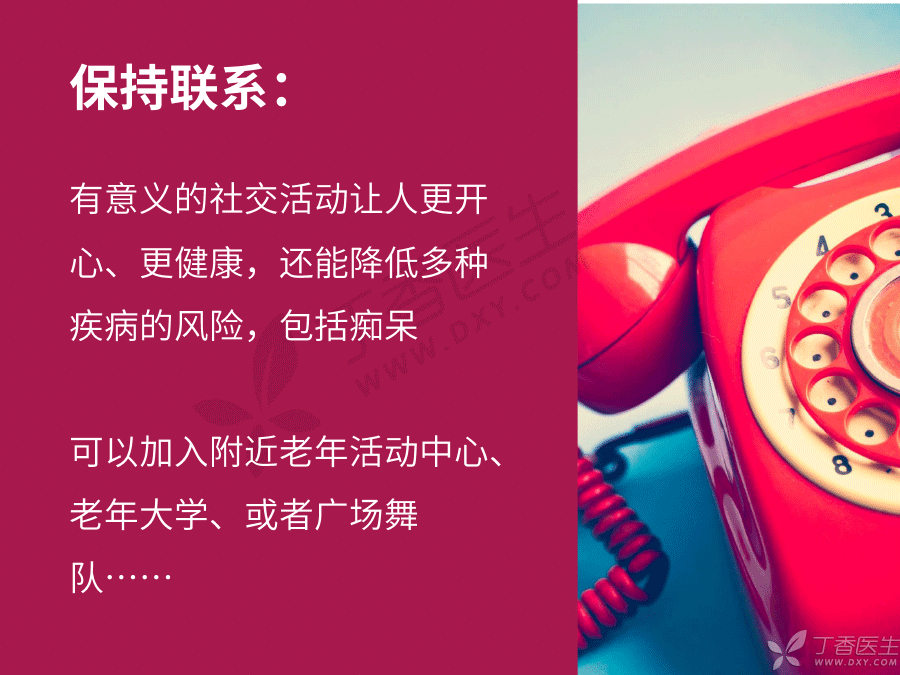 保持联系：
有意义的社交活动让人更开
心、更健康，还能降低多种
疾病的风险，包括痴呆
可以加入附近老年活动中心、
老年大学、或者广场舞
队……
丁香医生
WWW.DXY.COM
3
4
5
6
7
8
丁香医生
WWW.DXY.COM